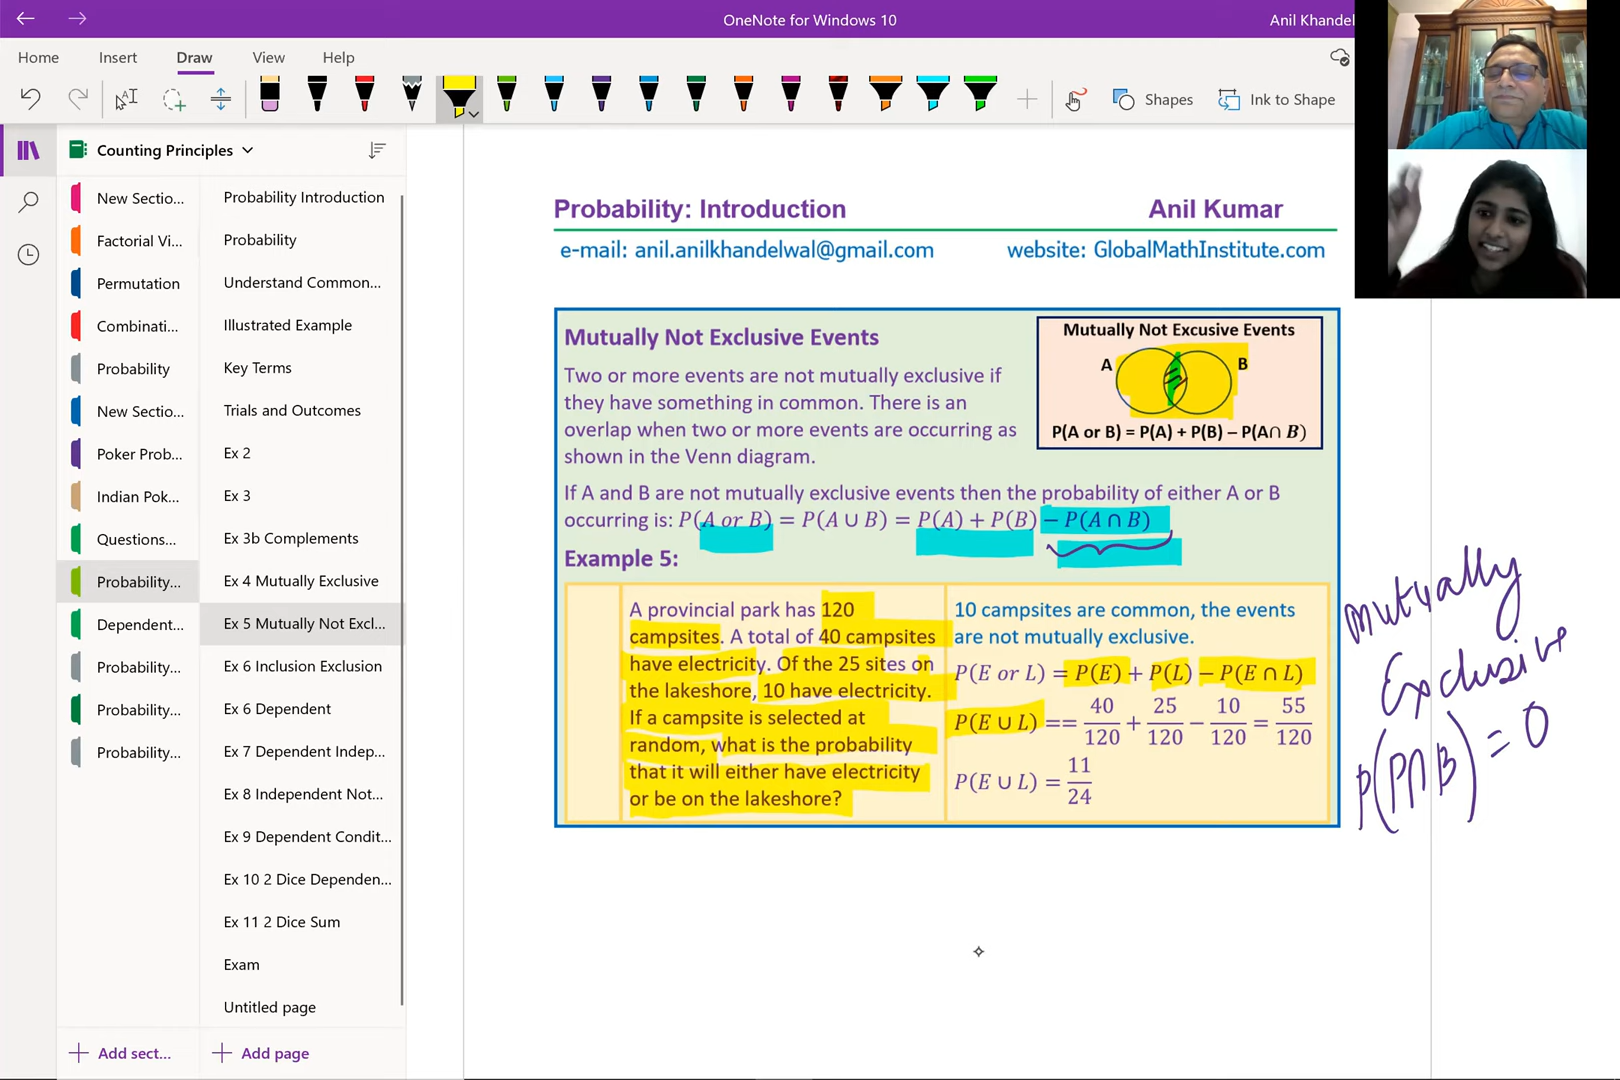 OneNote for Windows 10
Anil Khandel
Home
Insert
Draw
View
Help
Shapes
Ink to Shape
Counting Principles
New Sectio...
Factorial Vi...
Permutation
Combinati...
Probability
New Sectio...
Poker Prob...
Indian Pok...
Questions...
Probability...
Dependent...
Probability...
Probability...
Probability...
Add sect...
Probability Introduction
Probability
Understand Common...
Illustrated Example
Key Terms
Trials and Outcomes
Ex 2
Ex 3
Ex 3b Complements
Ex 4 Mutually Exclusive
Ex 5 Mutually Not Excl...
Ex 6 Inclusion Exclusion
Ex 6 Dependent
Ex 7 Dependent Indep...
Ex 8 Independent Not...
Ex 9 Dependent Condit...
Ex 10 2 Dice Dependen...
Ex 11 2 Dice Sum
Exam
Untitled page
Add page
Probability: Introduction
Anil Kumar
e-mail: anil.anilkhandelwal@gmail.com
website: GlobalMathInstitute.com
Mutually Not Exclusive Events
Two or more events are not mutually exclusive if
they have something in common. There is an
overlap when two or more events are occurring as
shown in the Venn diagram.
Mutually Not Excusive Events
A
B
P(A or B) = P(A) + P(B) – P(A∩ B)
If A and B are not mutually exclusive events then the probability of either A or B
occurring is: P(A or B) = P(A ∪ B) = P(A) + P(B) − P(A ∩ B)
Example 5:
A provincial park has 120
campsites. A total of 40 campsites
have electricity. Of the 25 sites on
the lakeshore, 10 have electricity.
If a campsite is selected at
random, what is the probability
that it will either have electricity
or be on the lakeshore?
10 campsites are common, the events
are not mutually exclusive.
P(E or L) = P(E) + P(L) − P(E ∩ L)
P(E ∪ L) == 40/120 + 25/120 − 10/120 = 55/120
P(E ∪ L) = 11/24
Mutually
Exclusive
P(P∩B) = 0